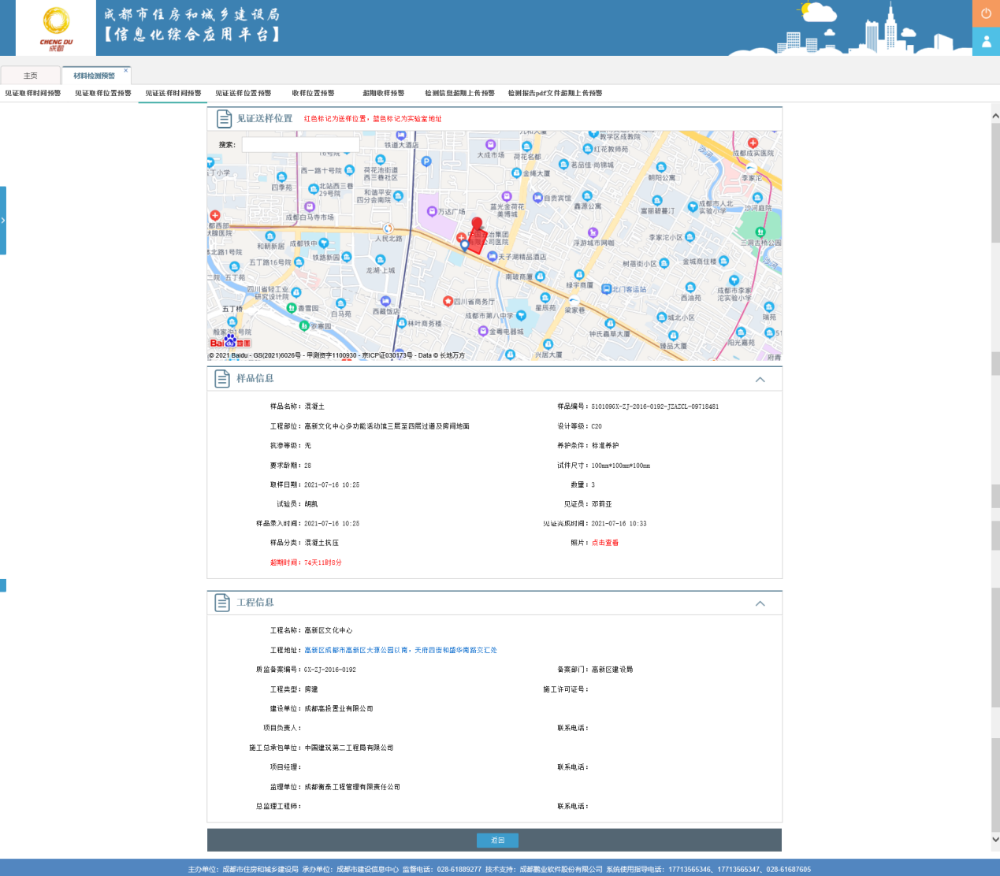 成都市住房和城乡建设局
【信息化综合应用平台】
CHENG DU
成都
主页
材料检测预警
见证取样时间预警 见证取样位置预警 见证送样时间预警 见证送样位置预警 收样位置预警 超期收样预警 检测信息超期上传预警 检测报告pdf文件超期上传预警
见证送样位置 红色标记为送样位置，蓝色标记为实验室地址
搜索：
铁道大酒店
大成市场
荷花名都
教学区成教院
红花教师苑
成都成实医院
丁小学
西一路十号院
荷花池街道
西三巷社区
金绳大厦
茗品佳·尚锦城
朝阳公寓
李家沱
四季苑
北站西三巷
29号院
和谐平安
四分会南院
自贡宾馆
鑫源公寓
富丽碧蔓汀
成都市人北
实验小学
沙河庭院
成都白马寺市场
万达广场
蓝光金荷花
美博城
成都西部
和朝新居
成都铁中
人民北路
浮游城市网咖
李家沱小区
三洞古桥公园
北路1号院
五丁路16号院
铁路新园
天子湖精品酒店
树蓓街小区
金城商住楼
五丁苑
龙湖·上城
南玻商厦
绿宇商厦
北门客运站
四川省轻工业
研究设计院
四川省商务厅
星辰苑
梁家巷
西油苑
成都市李家
沱实验小学
五丁桥
香雪园
白马苑
西藏饭店
成都市第八中学
城北小区
瑞苑
林叶商务楼
金粤电器城
钟氏蟲草大厦
臻品大厦
阳光嘉苑
兴居大厦
府青
Bai 地图
© 2021 Baidu - GS(2021)6026号 - 甲测资字1100930 - 京ICP证030173号 - Data © 长地万方
样品信息
样品名称：混凝土 样品编号：510109GX-ZJ-2016-0192-JZAZCL-09718481
工程部位：高新文化中心多功能活动馆三层至四层过道及房间地面 设计等级：C20
抗渗等级：无 养护条件：标准养护
要求龄期：28 试件尺寸：100mm*100mm*100mm
取样日期：2021-07-16 10:25 数量：3
试验员：胡凯 见证员：邓莉亚
样品录入时间：2021-07-16 10:25 见证完成时间：2021-07-16 10:33
样品分类：混凝土抗压 照片：点击查看
超期时间：74天11时8分
工程信息
工程名称：高新区文化中心
工程地址：高新区成都市高新区大源公园以南，天府四街和盛华南路交汇处
质监备案编号：GX-ZJ-2016-0192 备案部门：高新区建设局
工程类型：房建 施工许可证号：
建设单位：成都高投置业有限公司
项目负责人： 联系电话：
施工总承包单位：中国建筑第二工程局有限公司
项目经理： 联系电话：
监理单位：成都衡泰工程管理有限责任公司
总监理工程师： 联系电话：
返回
主办单位：成都市住房和城乡建设局 承办单位：成都市建设信息中心 监督电话：028-61889277 技术支持：成都鹏业软件股份有限公司 系统使用指导电话：17713565346、17713565347、028-61687605